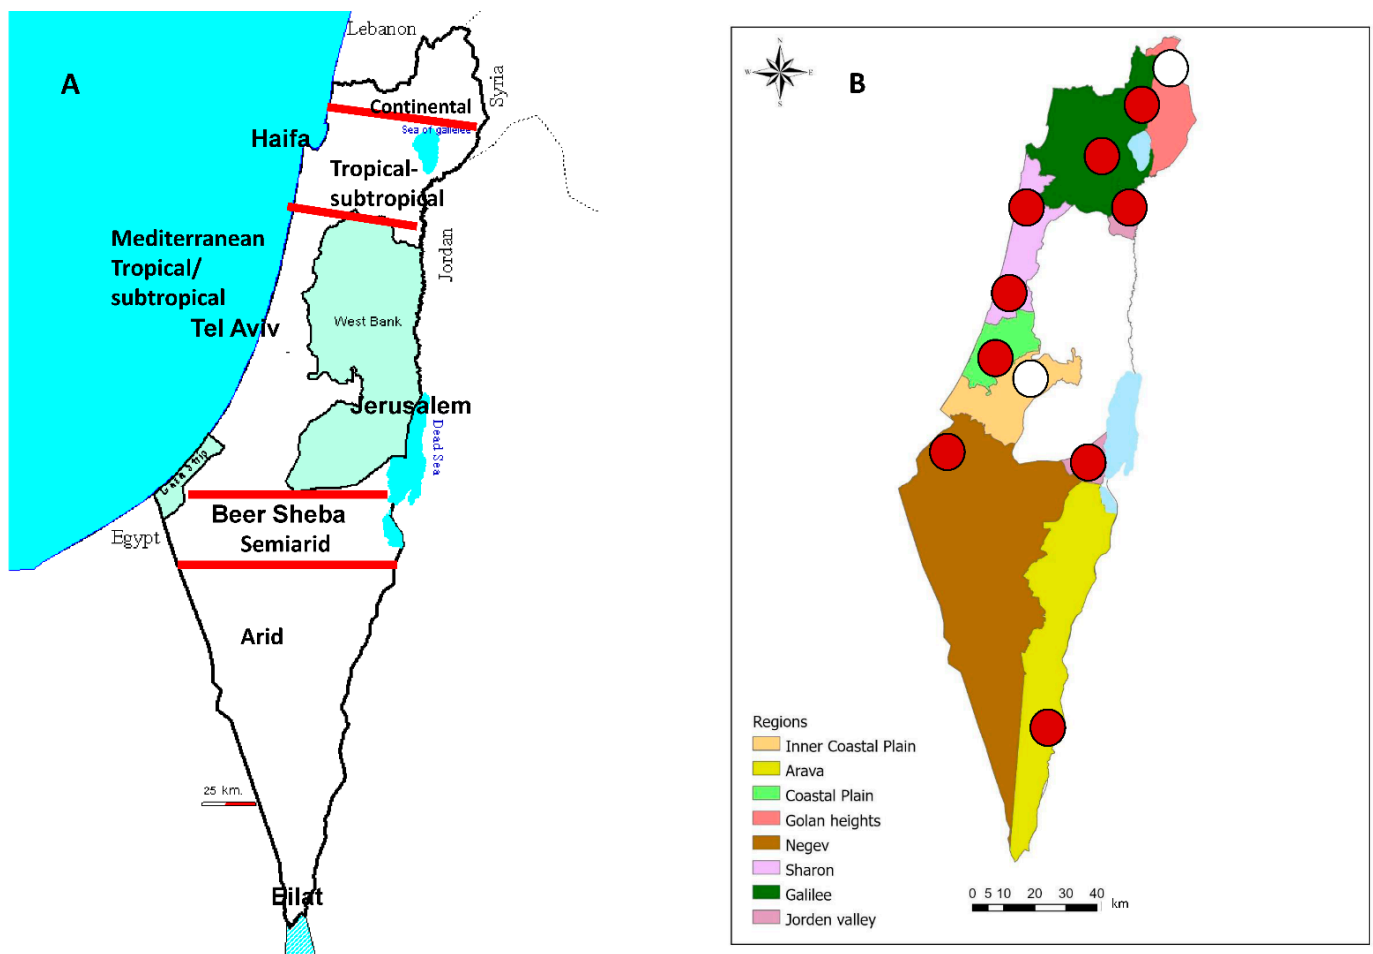 A
Lebanon
Syria
Continental
Sea of gallelee
Haifa
Tropical-
subtropical
Mediterranean
Tropical/
subtropical
Jordan
Tel Aviv
West Bank
Jerusalem
Dead Sea
Gaza Strip
Beer Sheba
Semiarid
Egypt
Arid
25 km.
Eilat
B
N
W E
S
Regions
Inner Coastal Plain
Arava
Coastal Plain
Golan heights
Negev
Sharon
Galilee
Jorden valley
0 5 10 20 30 40
km